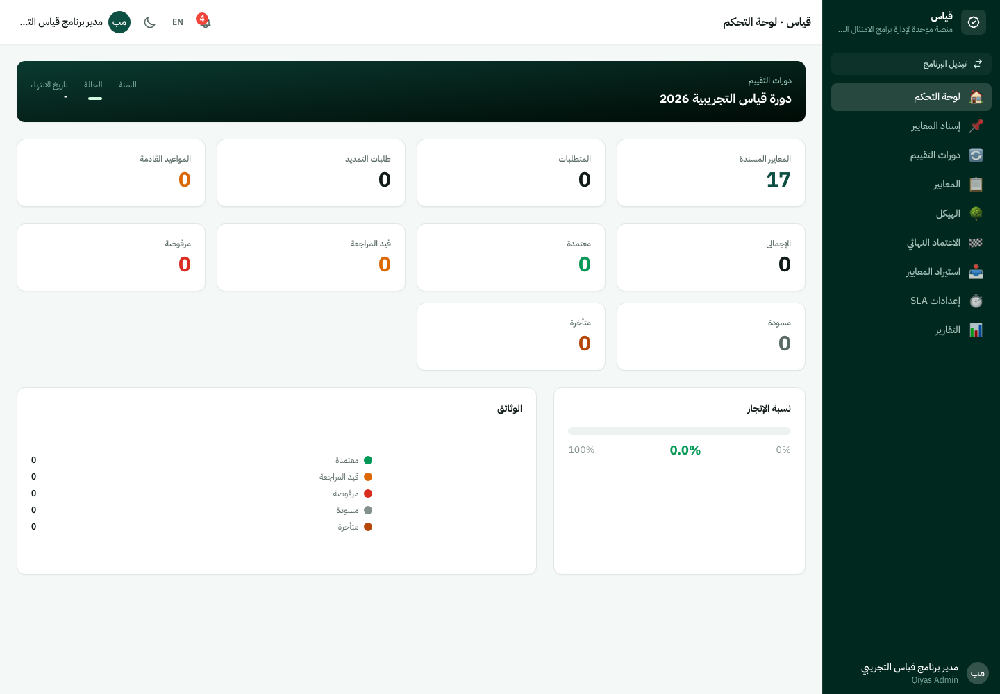 قياس
منصة موحدة لإدارة برامج الامتثال الـ...
تبديل البرنامج
لوحة التحكم
إسناد المعايير
دورات التقييم
المعايير
الهيكل
الاعتماد النهائي
استيراد المعايير
إعدادات SLA
التقارير
مب
مدير برنامج قياس التجريبي
Qiyas Admin
قياس · لوحة التحكم
4
EN
مب
مدير برنامج قياس التـ...
دورات التقييم
دورة قياس التجريبية 2026
السنة
الحالة
تاريخ الانتهاء
-
المعايير المسندة
17
المتطلبات
0
طلبات التمديد
0
المواعيد القادمة
0
الإجمالي
0
معتمدة
0
قيد المراجعة
0
مرفوضة
0
مسودة
0
متأخرة
0
نسبة الإنجاز
0%
0.0%
100%
الوثائق
معتمدة 0
قيد المراجعة 0
مرفوضة 0
مسودة 0
متأخرة 0